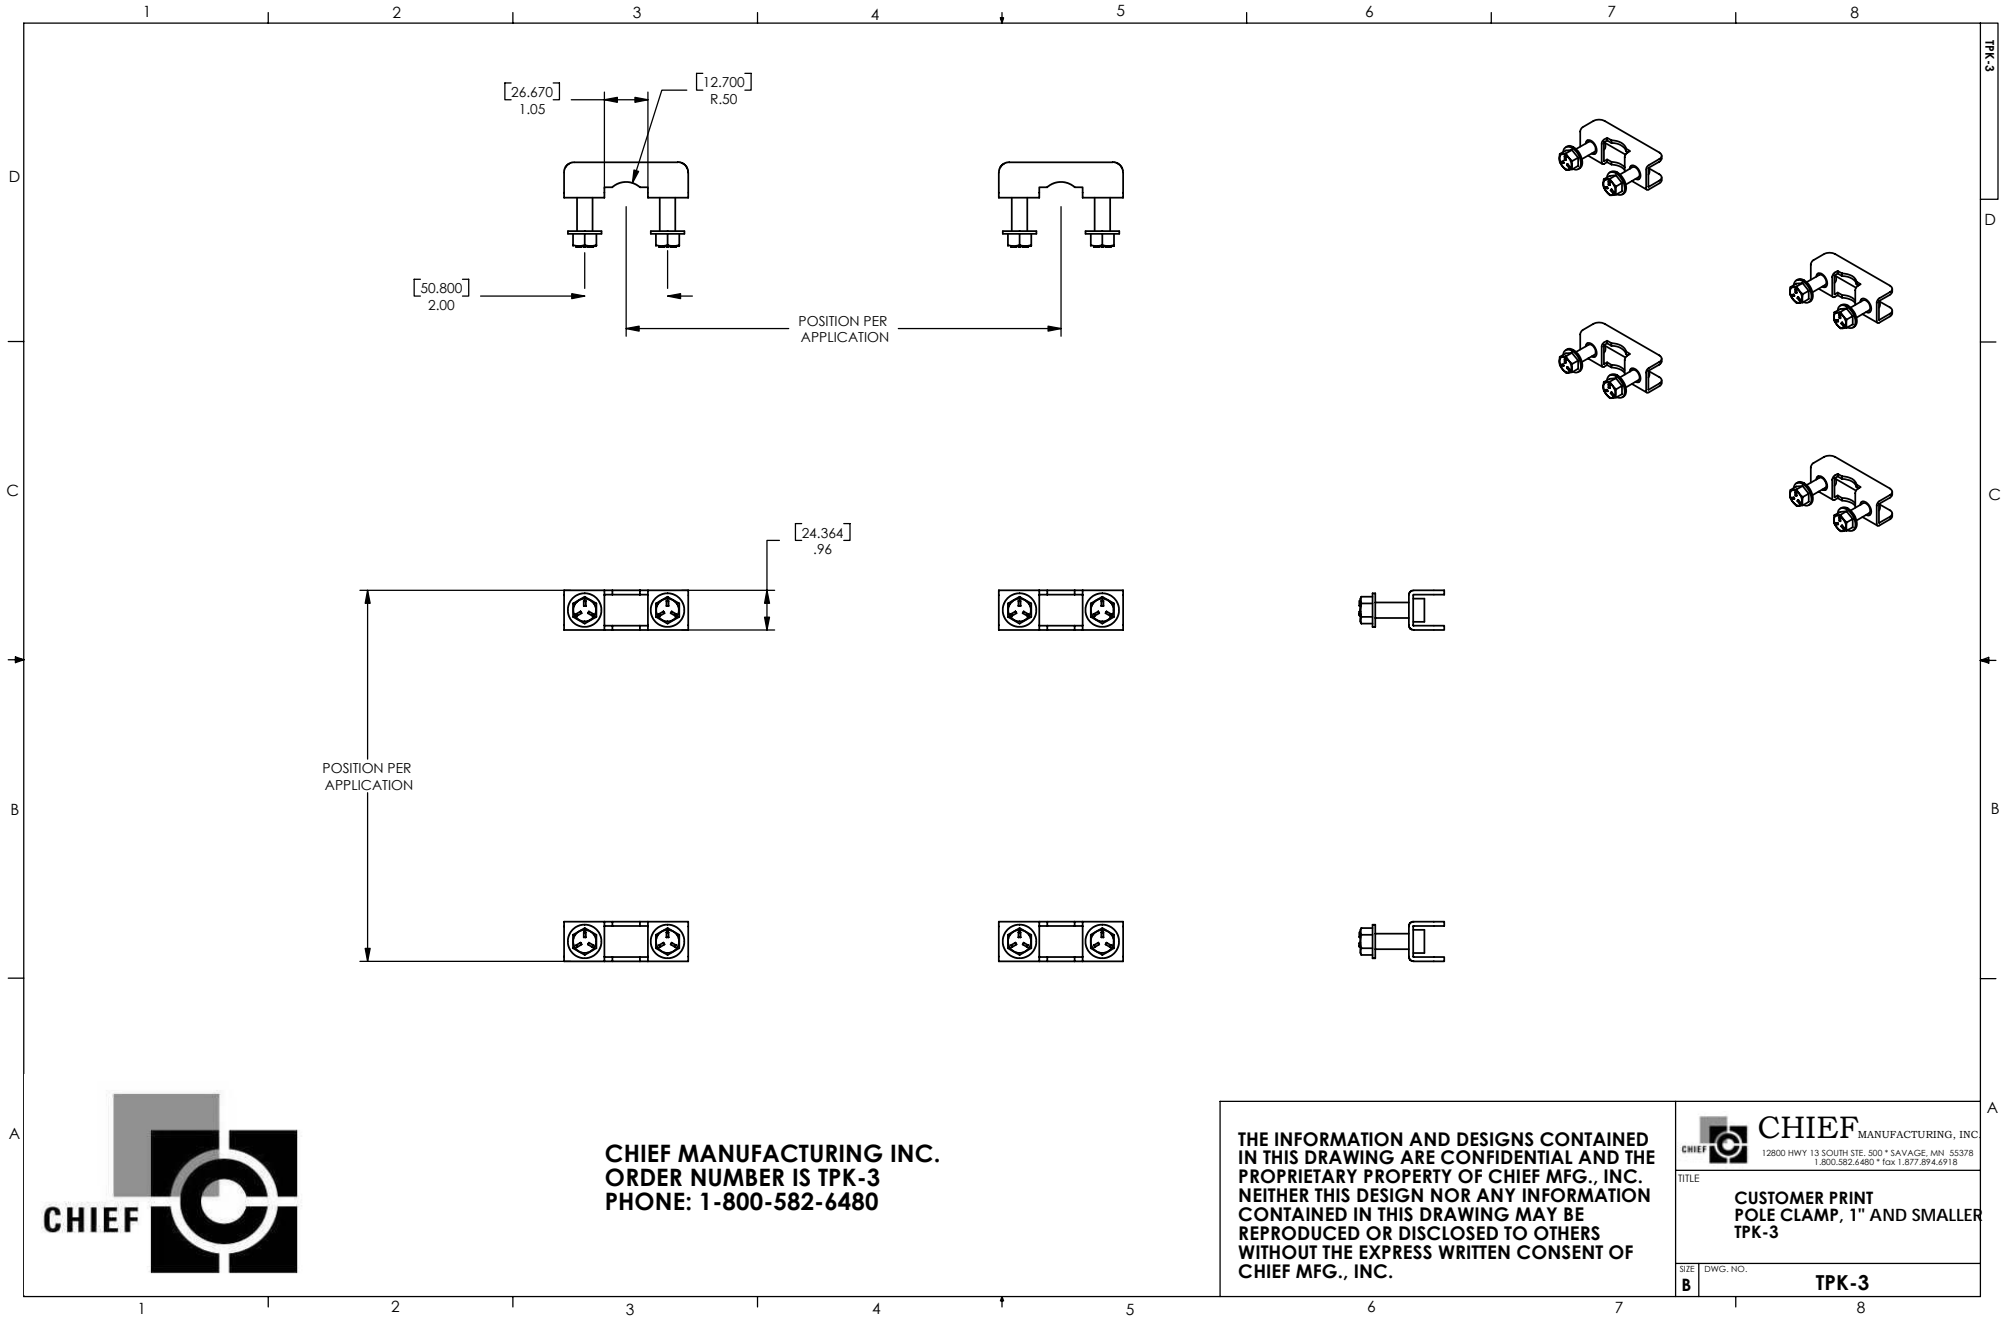 1 2 3 4 5 6 7 8
TPK-3
[26.670]
1.05
[12.700]
R.50
D
D
[50.800]
2.00
POSITION PER
APPLICATION
C
C
[24.364]
.96
POSITION PER
APPLICATION
B
B
A
A
CHIEF
CHIEF MANUFACTURING INC.
ORDER NUMBER IS TPK-3
PHONE: 1-800-582-6480
THE INFORMATION AND DESIGNS CONTAINED
IN THIS DRAWING ARE CONFIDENTIAL AND THE
PROPRIETARY PROPERTY OF CHIEF MFG., INC.
NEITHER THIS DESIGN NOR ANY INFORMATION
CONTAINED IN THIS DRAWING MAY BE
REPRODUCED OR DISCLOSED TO OTHERS
WITHOUT THE EXPRESS WRITTEN CONSENT OF
CHIEF MFG., INC.
CHIEF
CHIEF MANUFACTURING, INC.
12800 HWY 13 SOUTH STE. 500 * SAVAGE, MN 55378
1.800.582.6480 * fax 1.877.894.6918
TITLE
CUSTOMER PRINT
POLE CLAMP, 1" AND SMALLER
TPK-3
SIZE
B
DWG. NO.
TPK-3
1 2 3 4 5 6 7 8